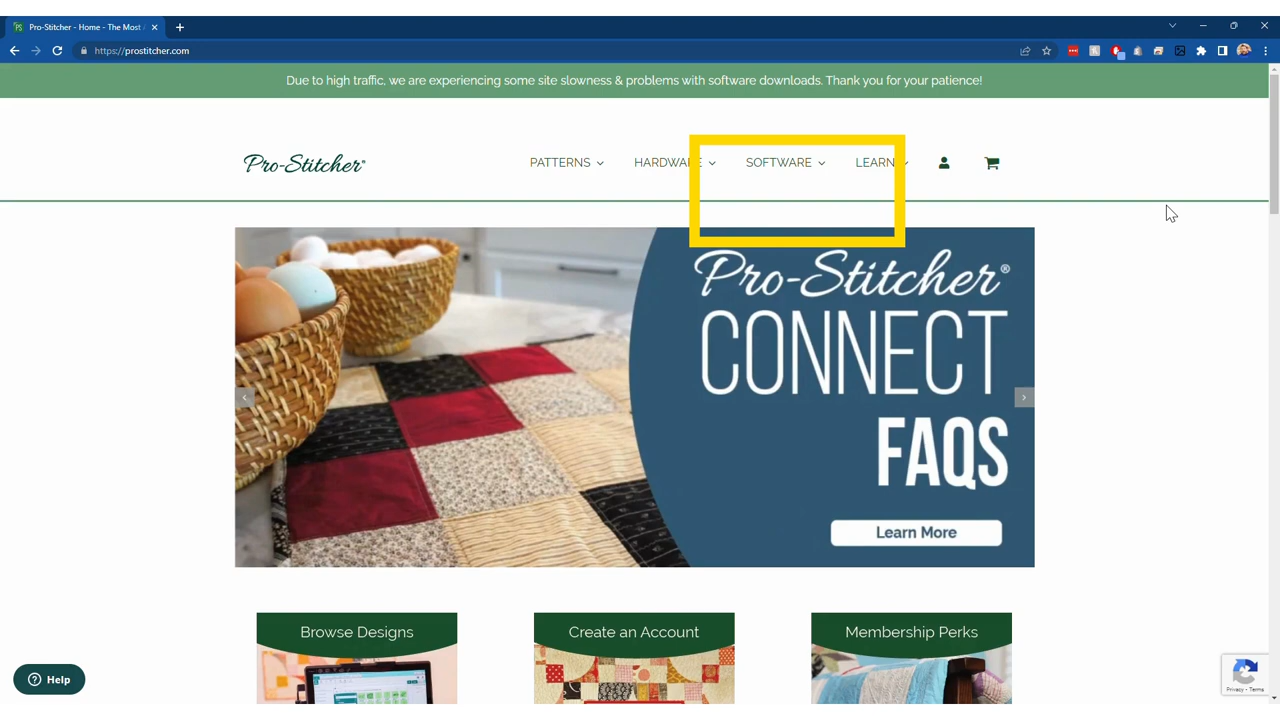 Pro-Stitcher - Home - The Most
https://prostitcher.com
Due to high traffic, we are experiencing some site slowness & problems with software downloads. Thank you for your patience!
Pro-Stitcher®
PATTERNS HARDWARE SOFTWARE LEARN
Pro-Stitcher®
CONNECT
FAQS
Learn More
Browse Designs
Create an Account
Membership Perks
Help
Privacy - Terms